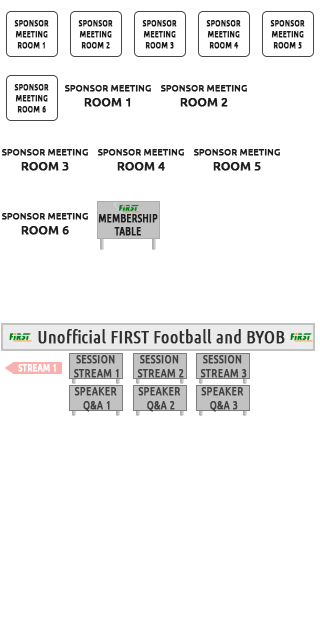 SPONSOR MEETING ROOM 1
SPONSOR MEETING ROOM 2
SPONSOR MEETING ROOM 3
SPONSOR MEETING ROOM 4
SPONSOR MEETING ROOM 5
SPONSOR MEETING ROOM 6
SPONSOR MEETING
ROOM 1
SPONSOR MEETING
ROOM 2
SPONSOR MEETING
ROOM 3
SPONSOR MEETING
ROOM 4
SPONSOR MEETING
ROOM 5
SPONSOR MEETING
ROOM 6
FiRST
MEMBERSHIP
TABLE
FiRST Unofficial FIRST Football and BYOB FiRST
STREAM 1
SESSION
STREAM 1
SESSION
STREAM 2
SESSION
STREAM 3
SPEAKER
Q&A 1
SPEAKER
Q&A 2
SPEAKER
Q&A 3